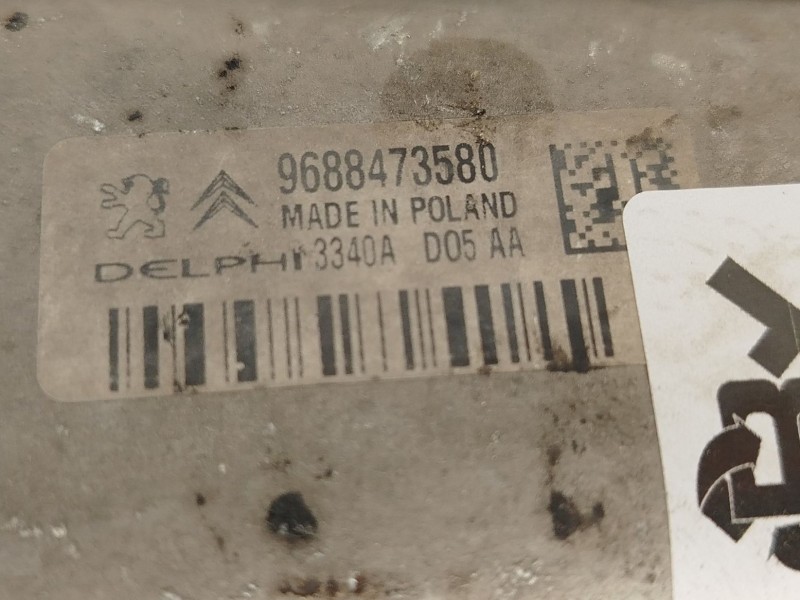 9688473580
MADE IN POLAND
DELPHI 3340A D05 AA